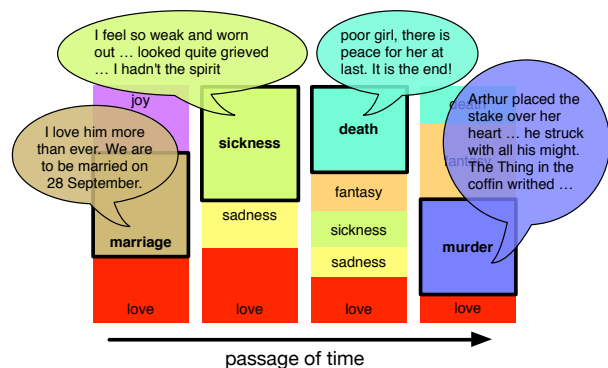 I feel so weak and worn
out … looked quite grieved
… I hadn't the spirit
poor girl, there is
peace for her at
last. It is the end!
Arthur placed the
stake over her
heart … he struck
with all his might.
The Thing in the
coffin writhed …
I love him more
than ever. We are
to be married on
28 September.
joy
marriage
love
sickness
sadness
love
death
fantasy
sickness
sadness
love
death
fantasy
murder
love
passage of time